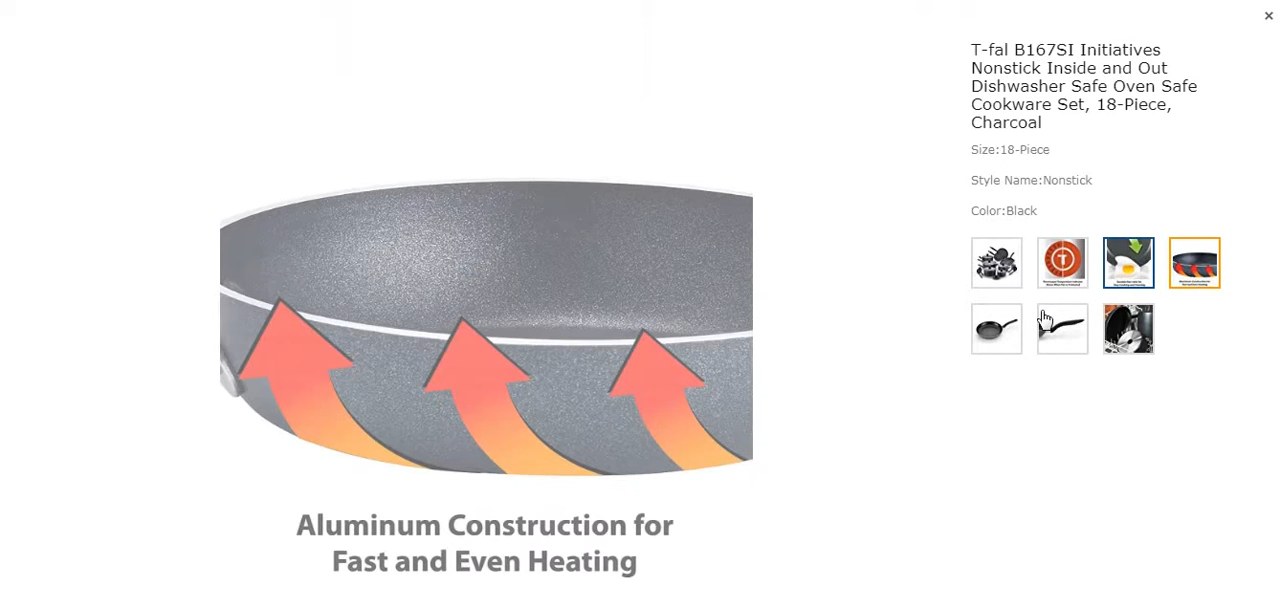 ×
T-fal B167SI Initiatives
Nonstick Inside and Out
Dishwasher Safe Oven Safe
Cookware Set, 18-Piece,
Charcoal
Size:18-Piece
Style Name:Nonstick
Color:Black
Aluminum Construction for
Fast and Even Heating